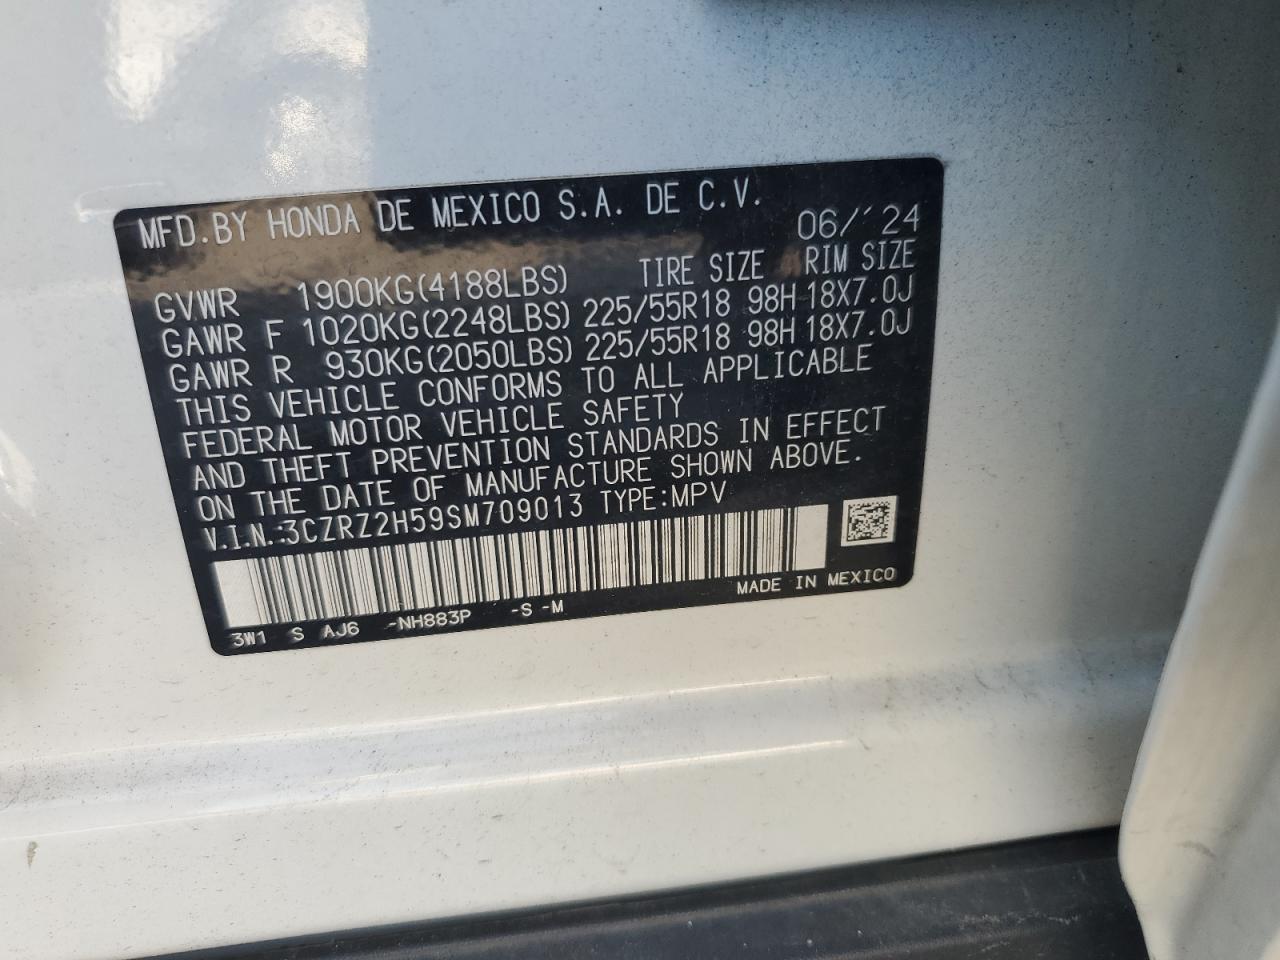 MFD.BY HONDA DE MEXICO S.A. DE C.V. 06/'24
TIRE SIZE RIM SIZE
GVWR 1900KG(4188LBS)
GAWR F 1020KG(2248LBS) 225/55R18 98H 18X7.0J
GAWR R 930KG(2050LBS) 225/55R18 98H 18X7.0J
THIS VEHICLE CONFORMS TO ALL APPLICABLE
FEDERAL MOTOR VEHICLE SAFETY
AND THEFT PREVENTION STANDARDS IN EFFECT
ON THE DATE OF MANUFACTURE SHOWN ABOVE.
V.I.N.:3CZRZ2H59SM709013 TYPE:MPV
MADE IN MEXICO
3W1 S AJ6 -NH883P -S -M